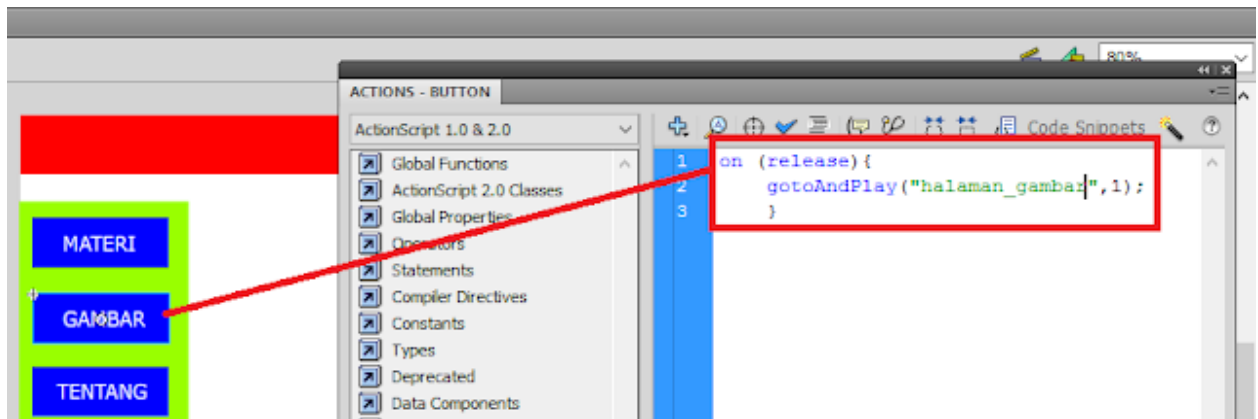 80%
ACTIONS - BUTTON
ActionScript 1.0 & 2.0
Code Snippets
Global Functions
ActionScript 2.0 Classes
Global Properties
Operators
Statements
Compiler Directives
Constants
Types
Deprecated
Data Components
1 on (release){
2 gotoAndPlay("halaman_gambar",1);
3 }
MATERI
GAMBAR
TENTANG